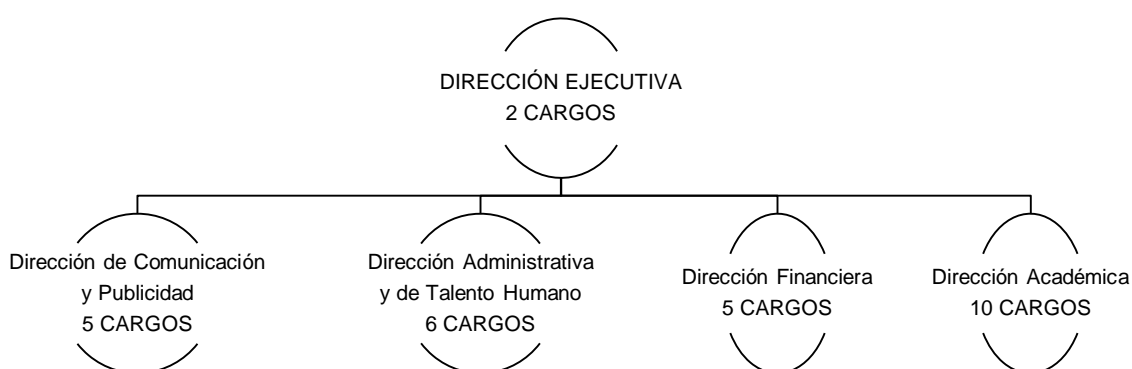 DIRECCIÓN EJECUTIVA
2 CARGOS
Dirección de Comunicación
y Publicidad
5 CARGOS
Dirección Administrativa
y de Talento Humano
6 CARGOS
Dirección Financiera
5 CARGOS
Dirección Académica
10 CARGOS